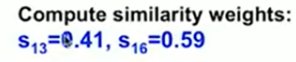 Compute similarity weights:
s₁₃=0.41, s₁₆=0.59